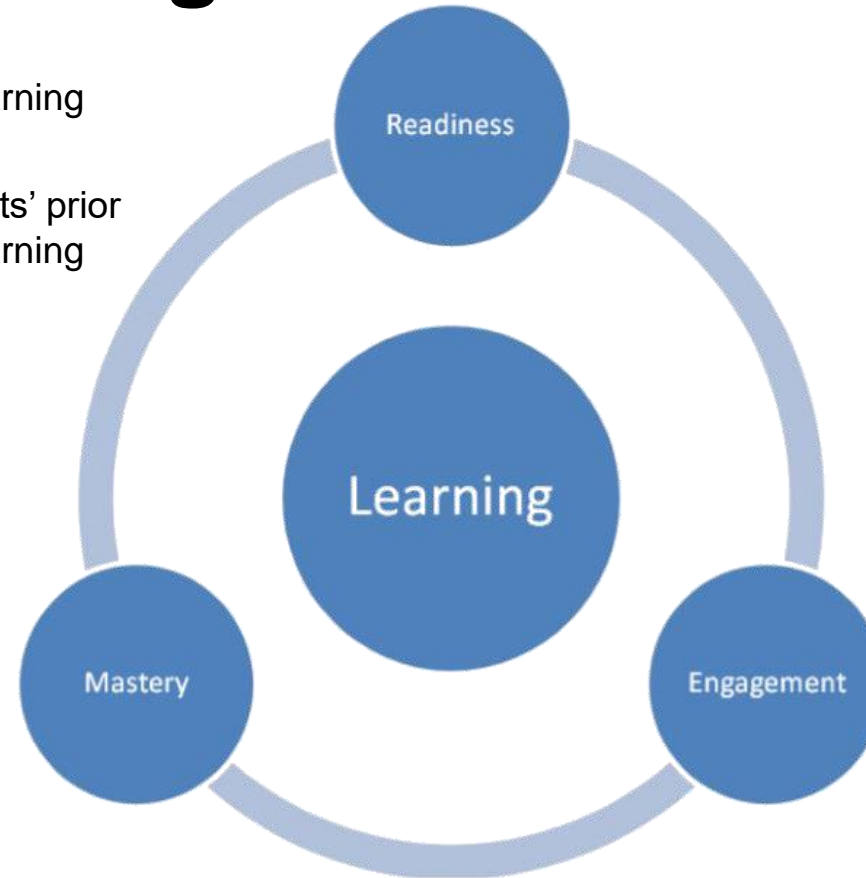 rning
ts’ prior
rning
Readiness
Learning
Mastery
Engagement